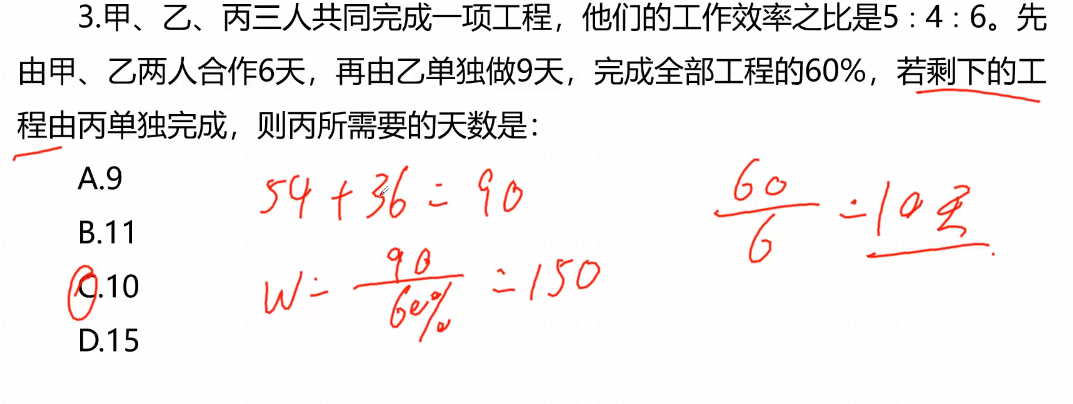 3.甲、乙、丙三人共同完成一项工程，他们的工作效率之比是5：4：6。先
由甲、乙两人合作6天，再由乙单独做9天，完成全部工程的60%，若剩下的工
程由丙单独完成，则丙所需要的天数是：
A.9
B.11
C.10
D.15
54+36=90
W=90/60%=150
60/6=10天